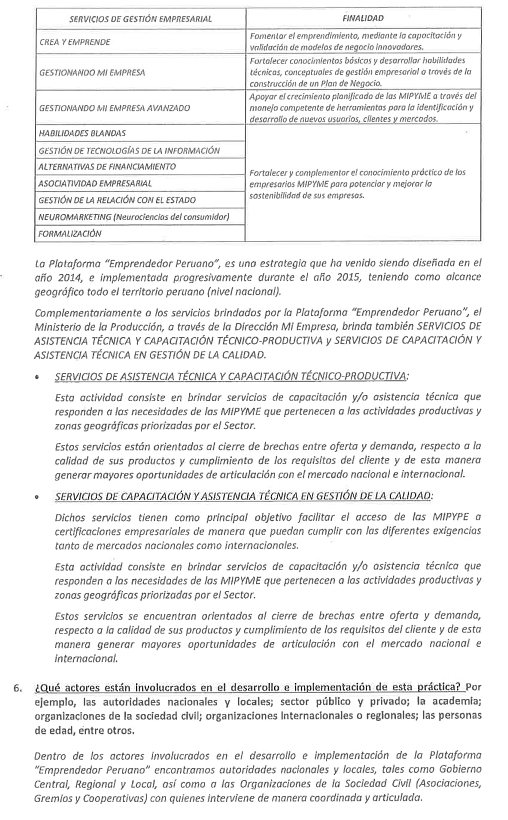 SERVICIOS DE GESTIÓN EMPRESARIAL
FINALIDAD
CREA Y EMPRENDE
Fomentar el emprendimiento, mediante la capacitación y
validación de modelos de negocio innovadores.
GESTIONANDO MI EMPRESA
Fortalecer conocimientos básicos y desarrollar habilidades
técnicas, conceptuales de gestión empresarial a través de la
construcción de un Plan de Negocio.
GESTIONANDO MI EMPRESA AVANZADO
Apoyar el crecimiento planificado de las MIPYME a través del
manejo competente de herramientas para la identificación y
desarrollo de nuevos usuarios, clientes y mercados.
HABILIDADES BLANDAS
GESTIÓN DE TECNOLOGÍAS DE LA INFORMACIÓN
ALTERNATIVAS DE FINANCIAMIENTO
ASOCIATIVIDAD EMPRESARIAL
GESTIÓN DE LA RELACIÓN CON EL ESTADO
NEUROMARKETING (Neurociencias del consumidor)
FORMALIZACIÓN
Fortalecer y complementar el conocimiento práctico de los
empresarios MIPYME para potenciar y mejorar la
sostenibilidad de sus empresas.
La Plataforma "Emprendedor Peruano", es una estrategia que ha venido siendo diseñada en el
año 2014, e implementada progresivamente durante el año 2015, teniendo como alcance
geográfico todo el territorio peruano (nivel nacional).
Complementariamente a los servicios brindados por la Plataforma "Emprendedor Peruano", el
Ministerio de la Producción, a través de la Dirección MI Empresa, brinda también SERVICIOS DE
ASISTENCIA TÉCNICA Y CAPACITACIÓN TÉCNICO-PRODUCTIVA y SERVICIOS DE CAPACITACIÓN Y
ASISTENCIA TÉCNICA EN GESTIÓN DE LA CALIDAD.
• SERVICIOS DE ASISTENCIA TÉCNICA Y CAPACITACIÓN TÉCNICO-PRODUCTIVA:
Esta actividad consiste en brindar servicios de capacitación y/o asistencia técnica que
responden a las necesidades de las MIPYME que pertenecen a las actividades productivas y
zonas geográficas priorizadas por el Sector.
Estos servicios están orientados al cierre de brechas entre oferta y demanda, respecto a la
calidad de sus productos y cumplimiento de los requisitos del cliente y de esta manera
generar mayores oportunidades de articulación con el mercado nacional e internacional.
• SERVICIOS DE CAPACITACIÓN Y ASISTENCIA TÉCNICA EN GESTIÓN DE LA CALIDAD:
Dichos servicios tienen como principal objetivo facilitar el acceso de las MIPYPE a
certificaciones empresariales de manera que puedan cumplir con las diferentes exigencias
tanto de mercados nacionales como internacionales.
Esta actividad consiste en brindar servicios de capacitación y/o asistencia técnica que
responden a las necesidades de las MIPYME que pertenecen a los actividades productivas y
zonas geográficas priorizadas por el Sector.
Estos servicios se encuentran orientados al cierre de brechas entre oferta y demanda,
respecto a la calidad de sus productos y cumplimiento de los requisitos del cliente y de esta
manera generar mayores oportunidades de articulación con el mercado nacional e
internacional.
6. ¿Qué actores están involucrados en el desarrollo e implementación de esta práctica? Por
ejemplo, las autoridades nacionales y locales; sector público y privado; la academia;
organizaciones de la sociedad civil; organizaciones internacionales o regionales; las personas
de edad, entre otros.
Dentro de los actores involucrados en el desarrollo e implementación de la Plataforma
"Emprendedor Peruano" encontramos autoridades nacionales y locales, tales como Gobierno
Central, Regional y Local, así como a las Organizaciones de la Sociedad Civil (Asociaciones,
Gremios y Cooperativas) con quienes interviene de manera coordinada y articulada.